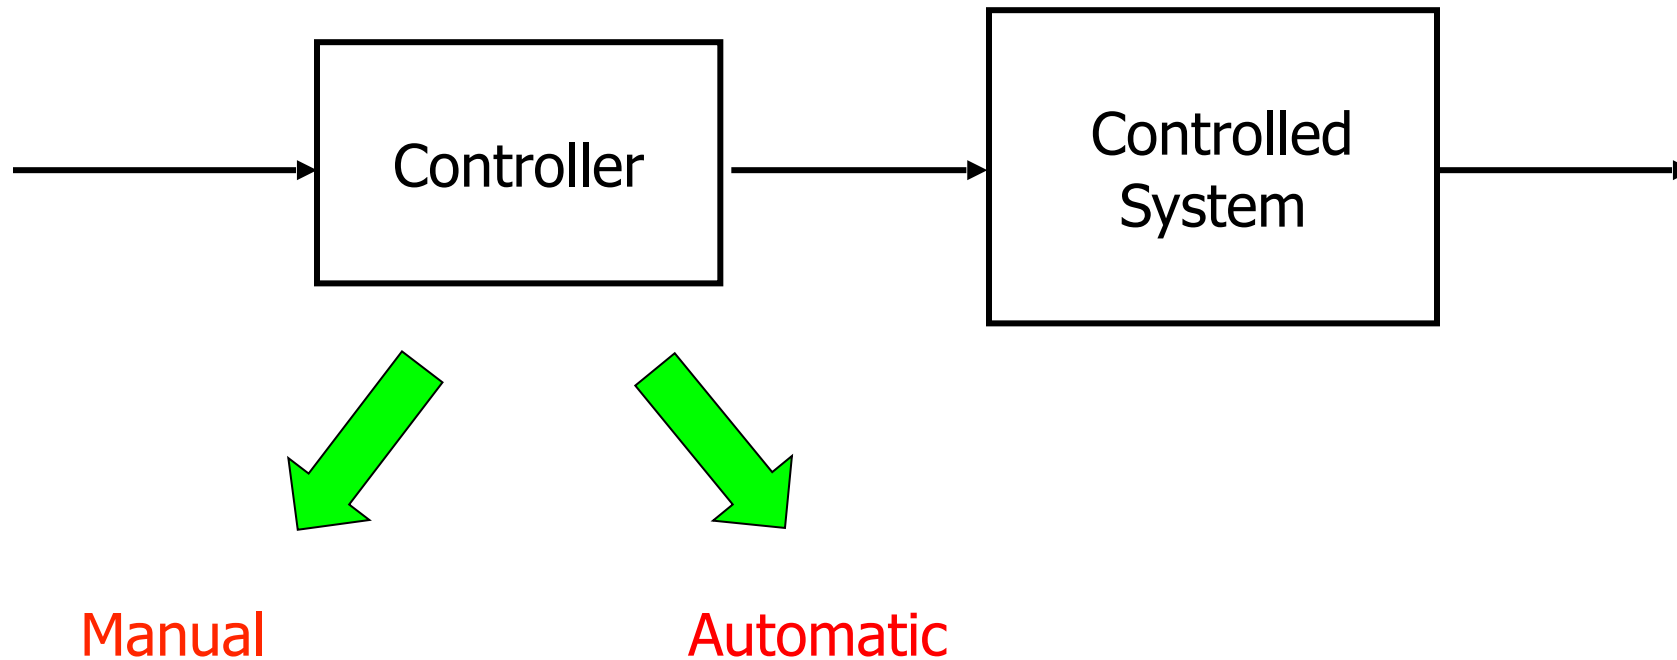 Controller
Controlled
System
Manual
Automatic